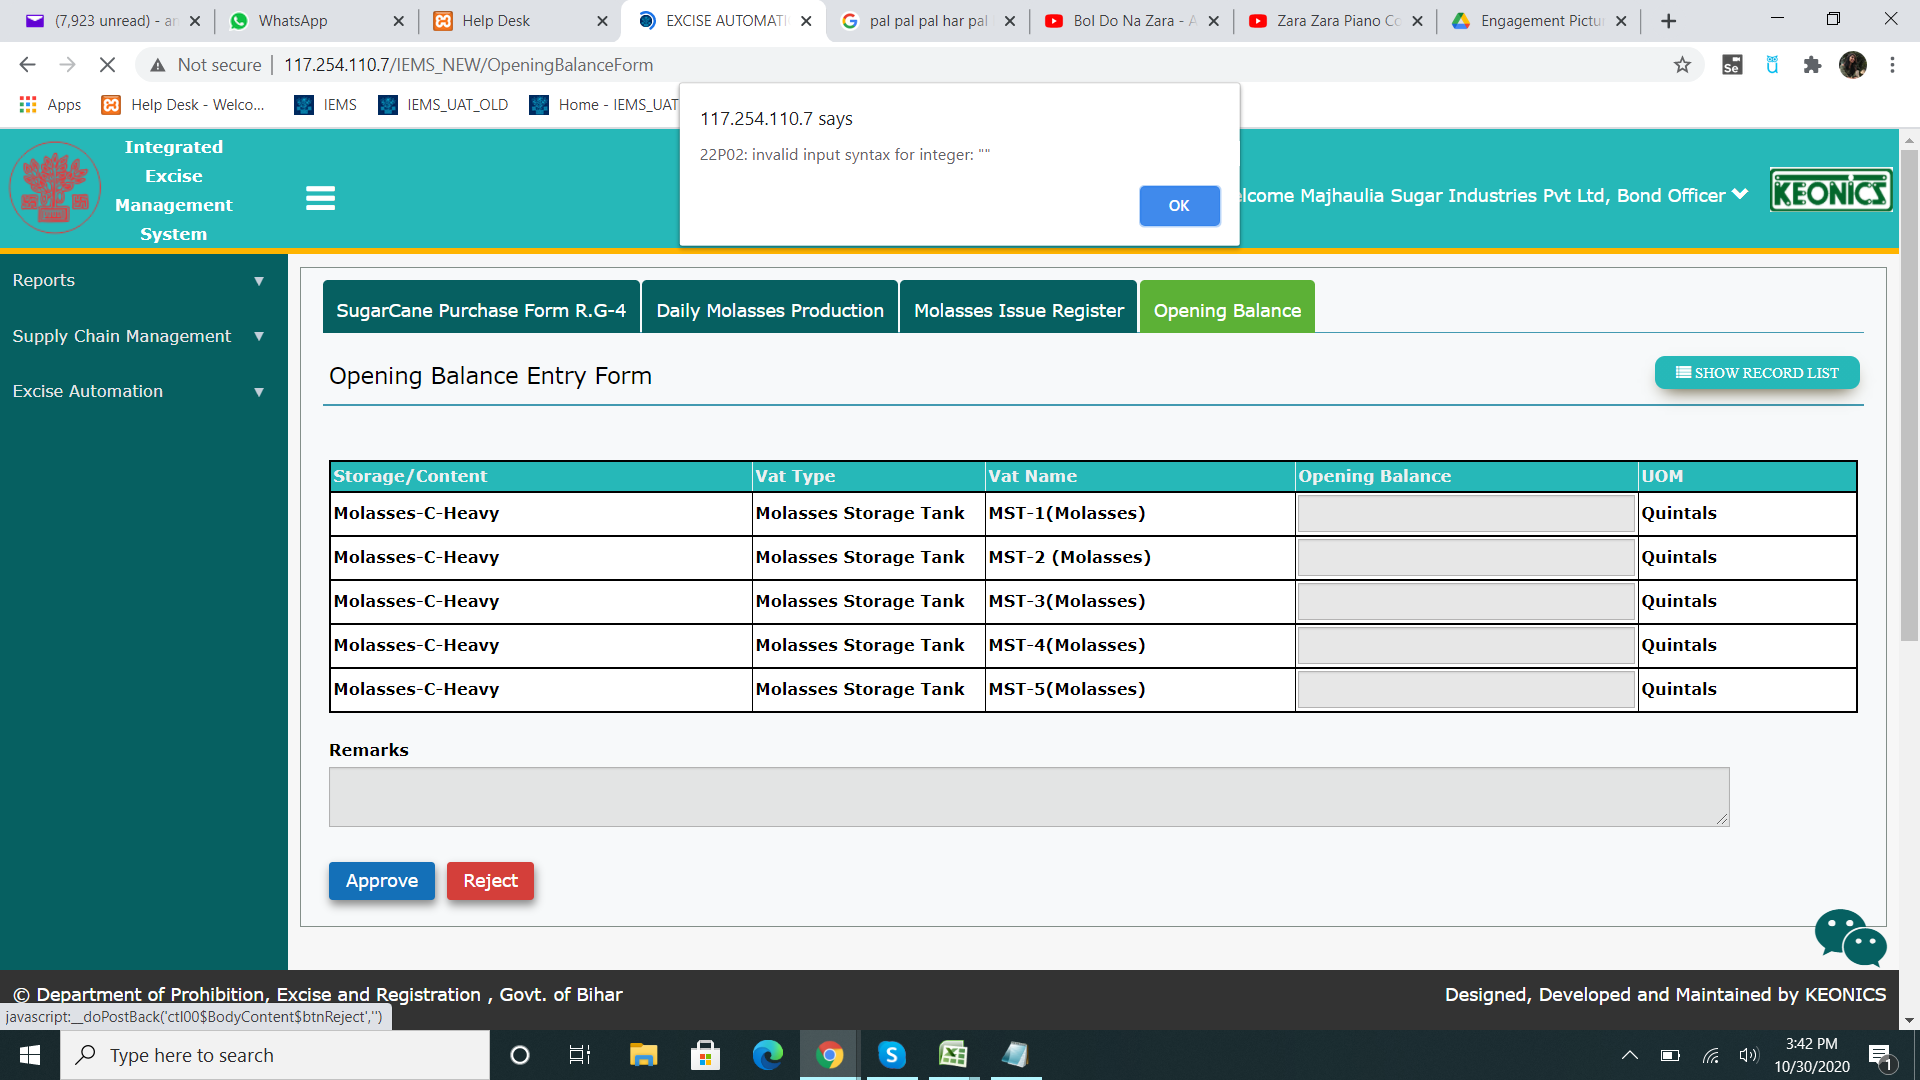 (7,923 unread) - an
WhatsApp
Help Desk
EXCISE AUTOMATI
pal pal pal har pal
Bol Do Na Zara - A
Zara Zara Piano Co
Engagement Pictu
Not secure | 117.254.110.7/IEMS_NEW/OpeningBalanceForm
Se
Apps
Help Desk - Welco...
IEMS
IEMS_UAT_OLD
Home - IEMS_UAT
117.254.110.7 says
22P02: invalid input syntax for integer: ""
OK
Integrated
Excise
Management
System
elcome Majhaulia Sugar Industries Pvt Ltd, Bond Officer
KEONICS
Reports
Supply Chain Management
Excise Automation
SugarCane Purchase Form R.G-4
Daily Molasses Production
Molasses Issue Register
Opening Balance
Opening Balance Entry Form
SHOW RECORD LIST
Storage/Content Vat Type Vat Name Opening Balance UOM
Molasses-C-Heavy Molasses Storage Tank MST-1(Molasses) Quintals
Molasses-C-Heavy Molasses Storage Tank MST-2 (Molasses) Quintals
Molasses-C-Heavy Molasses Storage Tank MST-3(Molasses) Quintals
Molasses-C-Heavy Molasses Storage Tank MST-4(Molasses) Quintals
Molasses-C-Heavy Molasses Storage Tank MST-5(Molasses) Quintals
Remarks
Approve
Reject
© Department of Prohibition, Excise and Registration , Govt. of Bihar
Designed, Developed and Maintained by KEONICS
javascript:__doPostBack('ctl00$BodyContent$btnReject','')
Type here to search
3:42 PM
10/30/2020
1